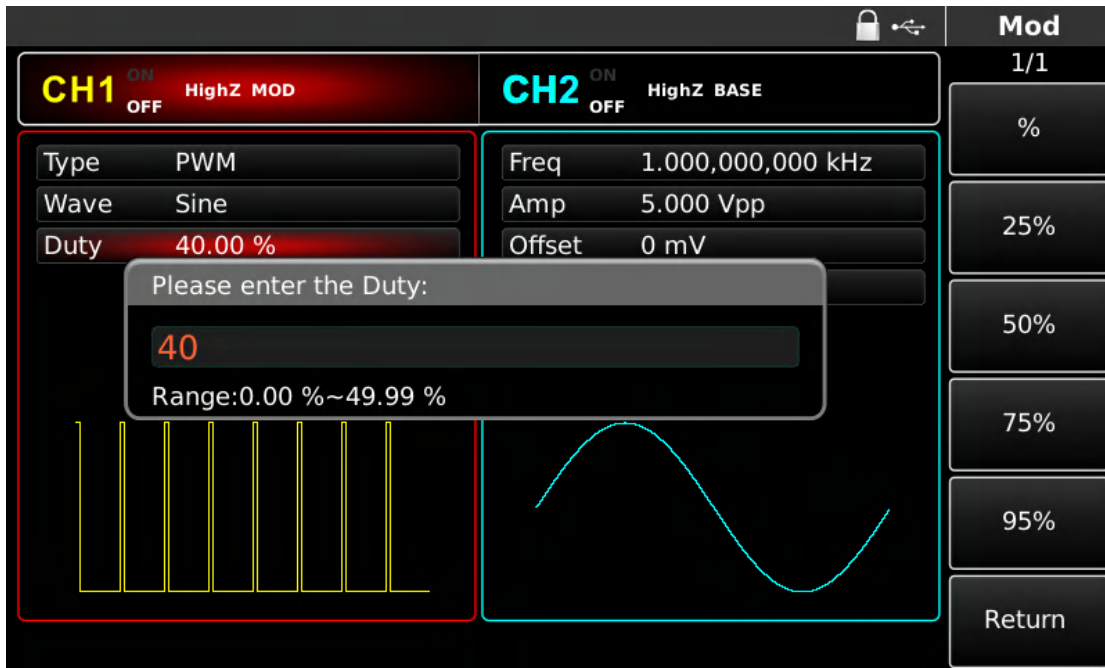 Mod
1/1
CH1 ON OFF HighZ MOD
CH2 ON OFF HighZ BASE
Type PWM
Wave Sine
Duty 40.00 %
Freq 1.000,000,000 kHz
Amp 5.000 Vpp
Offset 0 mV
Please enter the Duty:
40
Range:0.00 %~49.99 %
%
25%
50%
75%
95%
Return